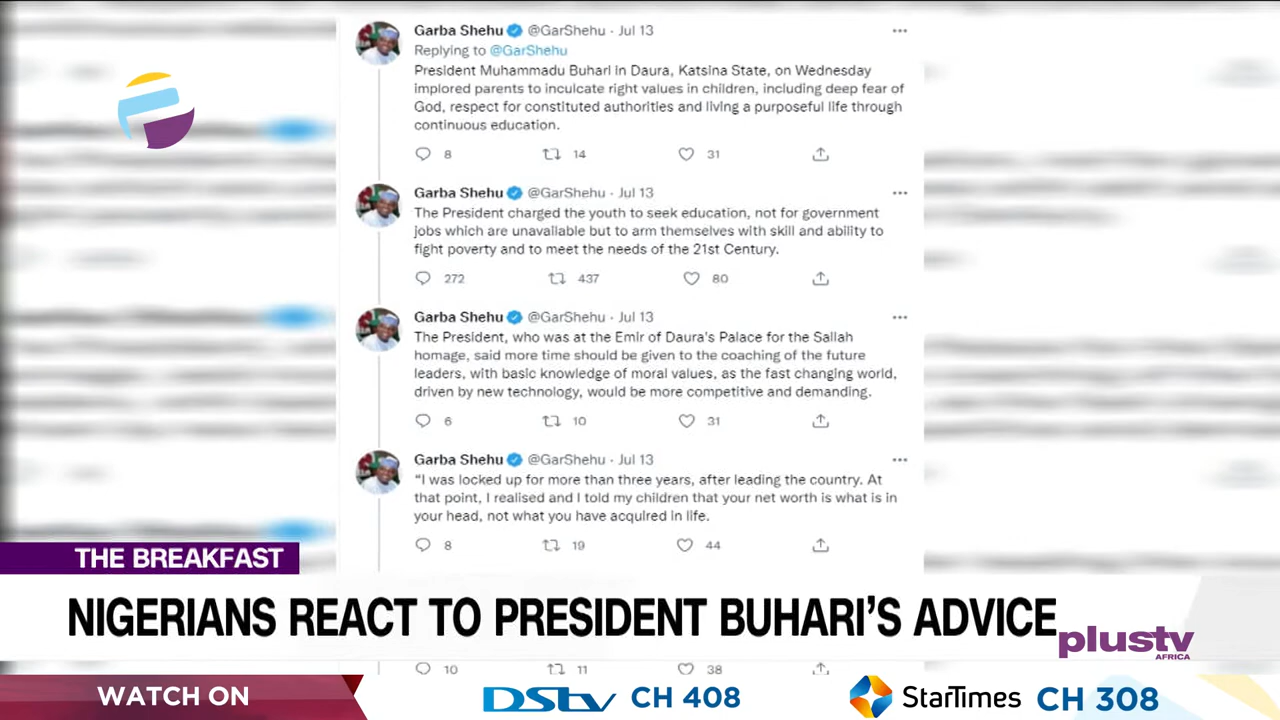 Garba Shehu @GarShehu · Jul 13
Replying to @GarShehu
President Muhammadu Buhari in Daura, Katsina State, on Wednesday
implored parents to inculcate right values in children, including deep fear of
God, respect for constituted authorities and living a purposeful life through
continuous education.
8 14 31
Garba Shehu @GarShehu · Jul 13
The President charged the youth to seek education, not for government
jobs which are unavailable but to arm themselves with skill and ability to
fight poverty and to meet the needs of the 21st Century.
272 437 80
Garba Shehu @GarShehu · Jul 13
The President, who was at the Emir of Daura's Palace for the Sallah
homage, said more time should be given to the coaching of the future
leaders, with basic knowledge of moral values, as the fast changing world,
driven by new technology, would be more competitive and demanding.
6 10 31
Garba Shehu @GarShehu · Jul 13
“I was locked up for more than three years, after leading the country. At
that point, I realised and I told my children that your net worth is what is in
your head, not what you have acquired in life.
8 19 44
THE BREAKFAST
NIGERIANS REACT TO PRESIDENT BUHARI'S ADVICE
plustv
AFRICA
10 11 38
WATCH ON DStv CH 408 StarTimes CH 308